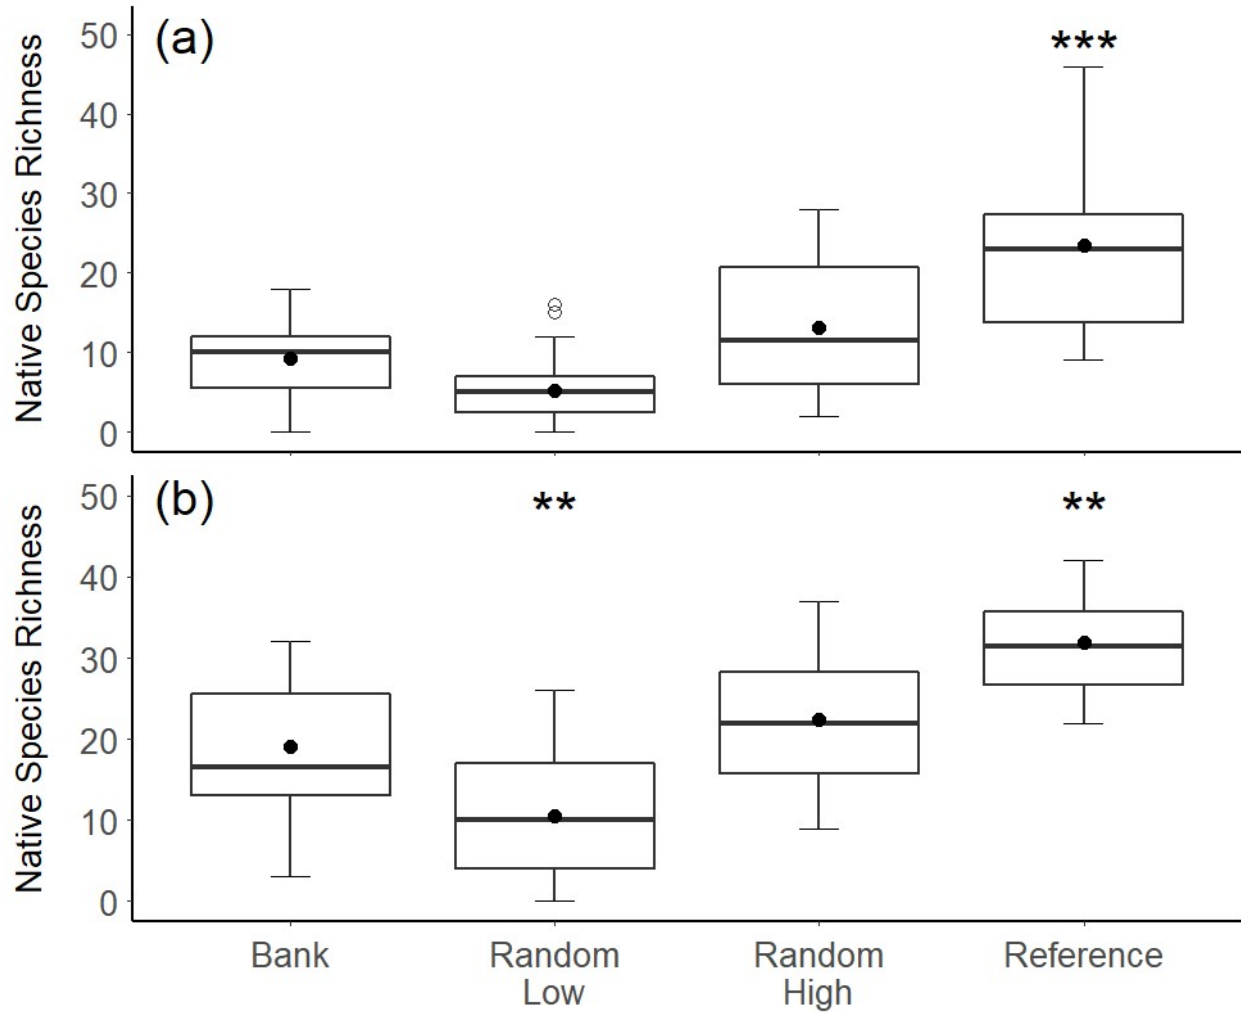 (a)
***
Native Species Richness
50
40
30
20
10
0
(b)
**
**
Native Species Richness
50
40
30
20
10
0
Bank
Random
Low
Random
High
Reference